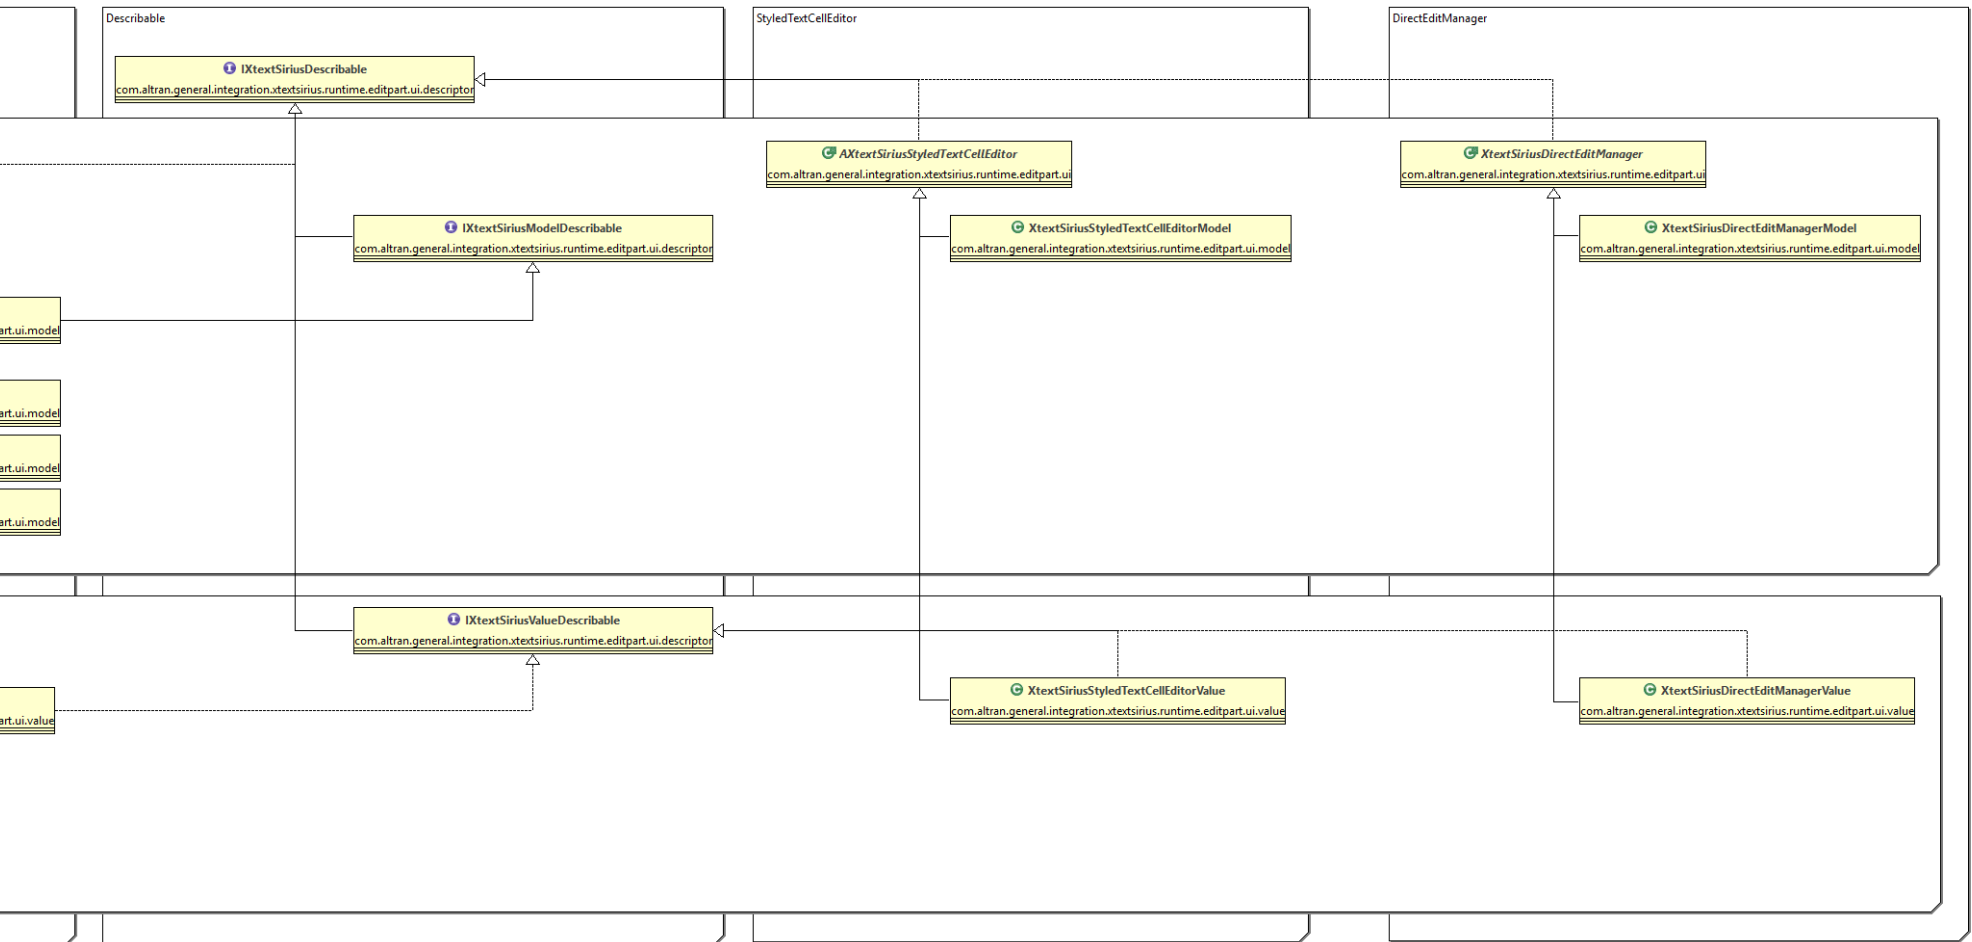 Describable
StyledTextCellEditor
DirectEditManager
IXtextSiriusDescribable
com.altran.general.integration.xtextsirius.runtime.editpart.ui.descriptor
AXtextSiriusStyledTextCellEditor
com.altran.general.integration.xtextsirius.runtime.editpart.ui
XtextSiriusDirectEditManager
com.altran.general.integration.xtextsirius.runtime.editpart.ui
IXtextSiriusModelDescribable
com.altran.general.integration.xtextsirius.runtime.editpart.ui.descriptor
XtextSiriusStyledTextCellEditorModel
com.altran.general.integration.xtextsirius.runtime.editpart.ui.model
XtextSiriusDirectEditManagerModel
com.altran.general.integration.xtextsirius.runtime.editpart.ui.model
art.ui.model
art.ui.model
art.ui.model
art.ui.model
IXtextSiriusValueDescribable
com.altran.general.integration.xtextsirius.runtime.editpart.ui.descriptor
XtextSiriusStyledTextCellEditorValue
com.altran.general.integration.xtextsirius.runtime.editpart.ui.value
XtextSiriusDirectEditManagerValue
com.altran.general.integration.xtextsirius.runtime.editpart.ui.value
art.ui.value